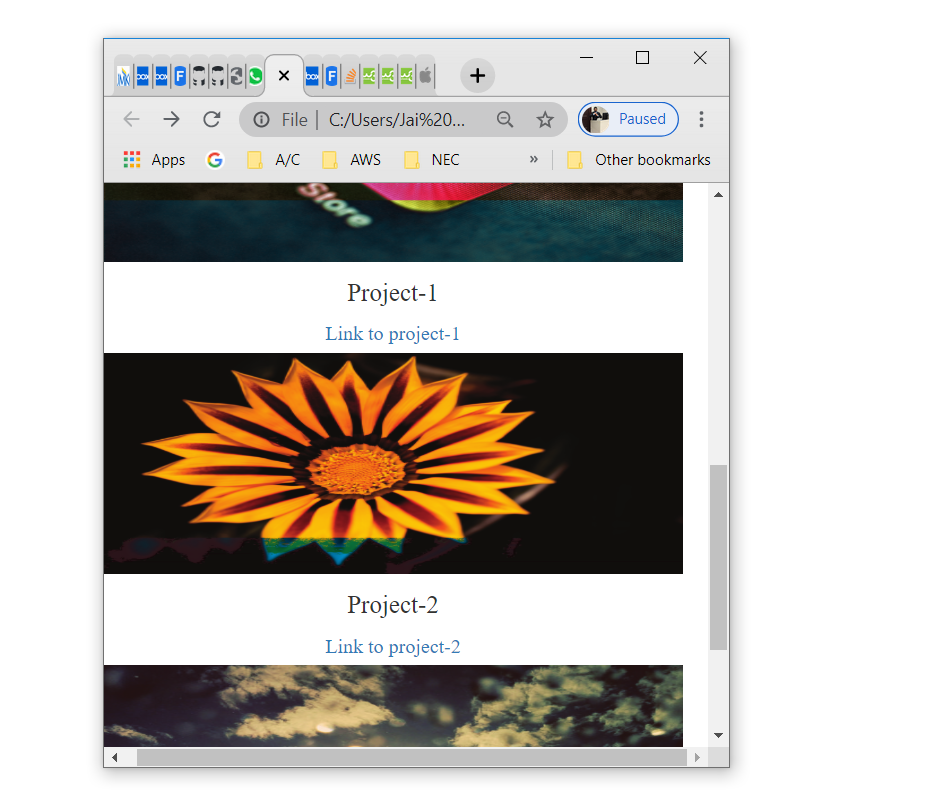 File | C:/Users/Jai%20... Paused
Apps A/C AWS NEC » Other bookmarks
Store
Project-1
Link to project-1
Project-2
Link to project-2